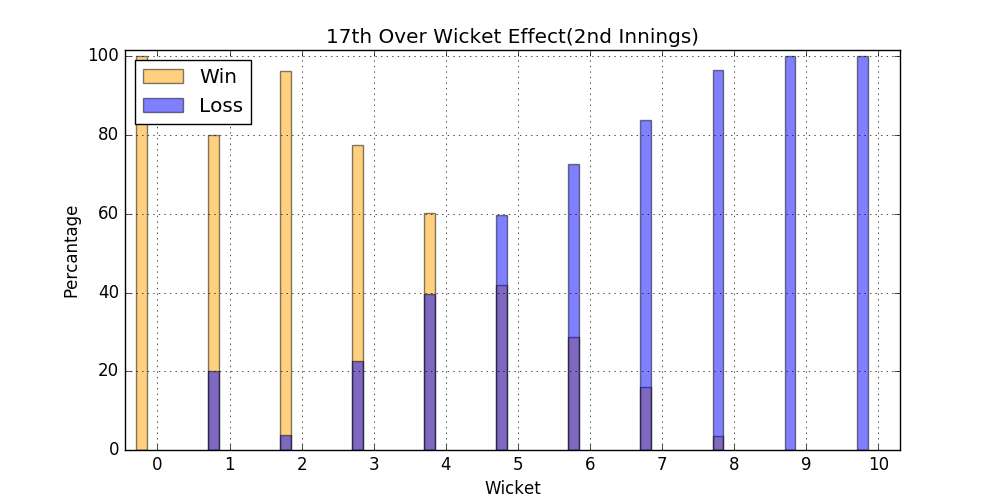 17th Over Wicket Effect(2nd Innings)
100
80
60
40
20
0
Percantage
Win
Loss
0 1 2 3 4 5 6 7 8 9 10
Wicket